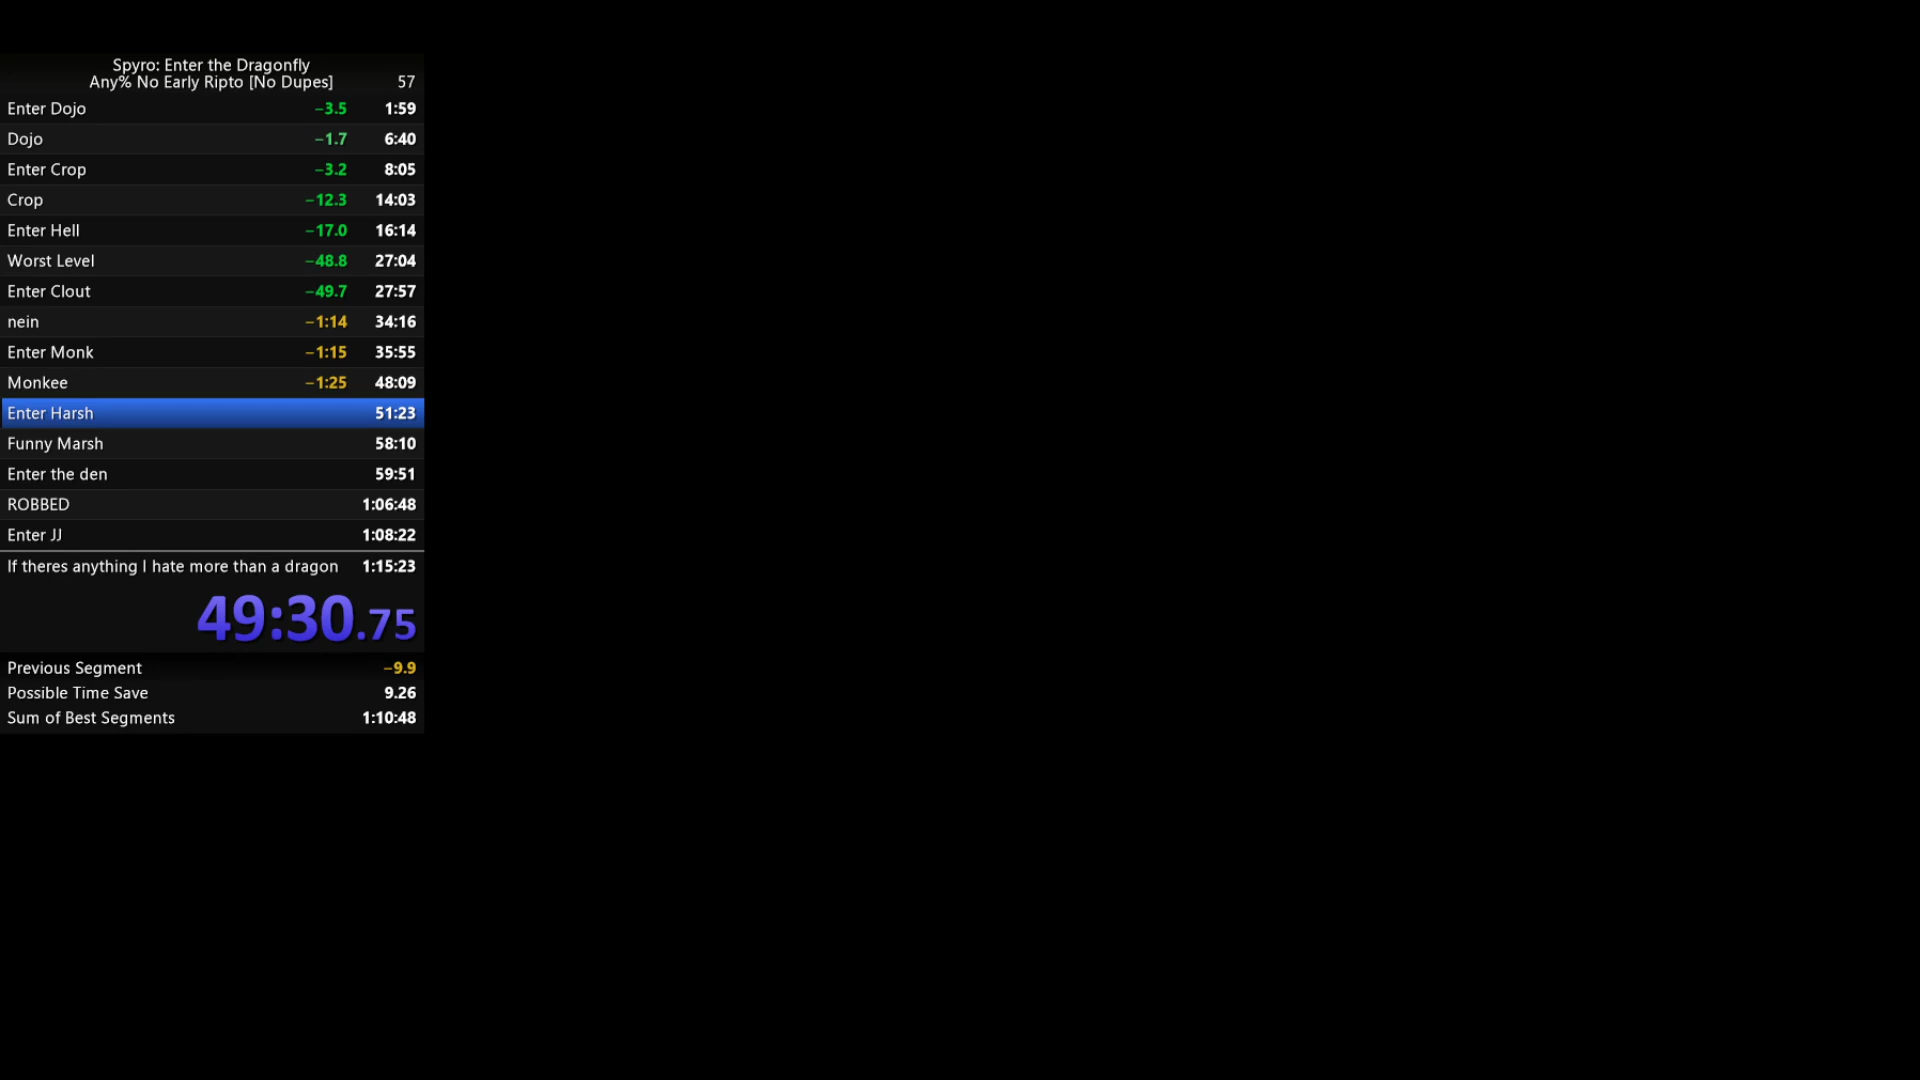 Spyro: Enter the Dragonfly
Any% No Early Ripto [No Dupes] 57
Enter Dojo −3.5 1:59
Dojo −1.7 6:40
Enter Crop −3.2 8:05
Crop −12.3 14:03
Enter Hell −17.0 16:14
Worst Level −48.8 27:04
Enter Clout −49.7 27:57
nein −1:14 34:16
Enter Monk −1:15 35:55
Monkee −1:25 48:09
Enter Harsh 51:23
Funny Marsh 58:10
Enter the den 59:51
ROBBED 1:06:48
Enter JJ 1:08:22
If theres anything I hate more than a dragon 1:15:23
49:30.75
Previous Segment −9.9
Possible Time Save 9.26
Sum of Best Segments 1:10:48